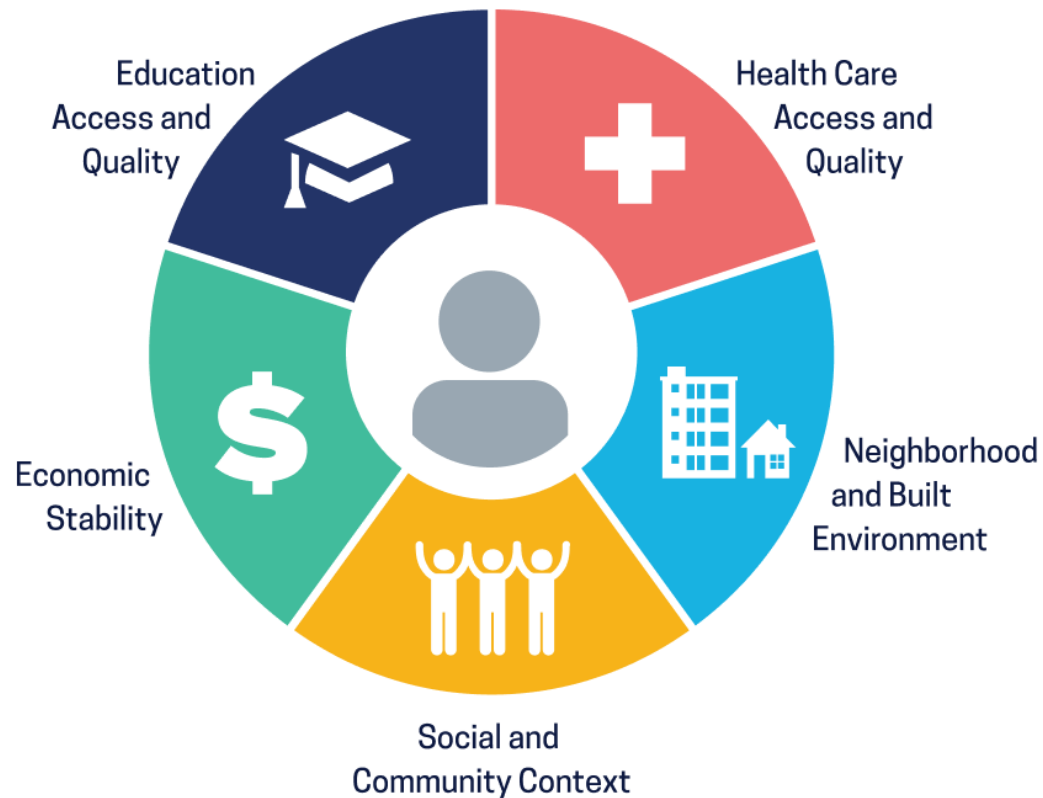 Education
Access and
Quality
Health Care
Access and
Quality
Economic
Stability
Neighborhood
and Built
Environment
Social and
Community Context